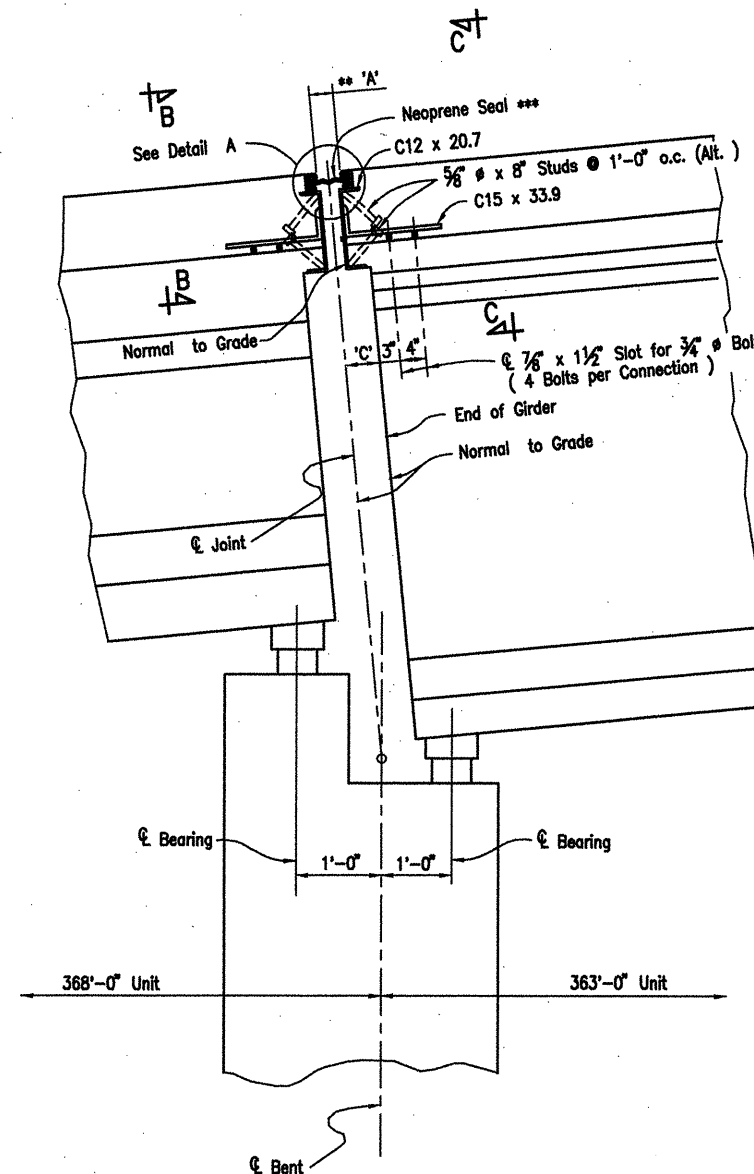 C
** 'A'
B
Neoprene Seal ***
See Detail A
C12 x 20.7
5/8" ø x 8" Studs @ 1'-0" o.c. (Alt. )
C15 x 33.9
B
C
Normal to Grade
'C' 3" 4"
℄ 7/8" x 1 1/2" Slot for 3/4" ø Bol
( 4 Bolts per Connection )
End of Girder
Normal to Grade
℄ Joint
℄ Bearing
℄ Bearing
1'-0" 1'-0"
368'-0" Unit
363'-0" Unit
℄ Bent